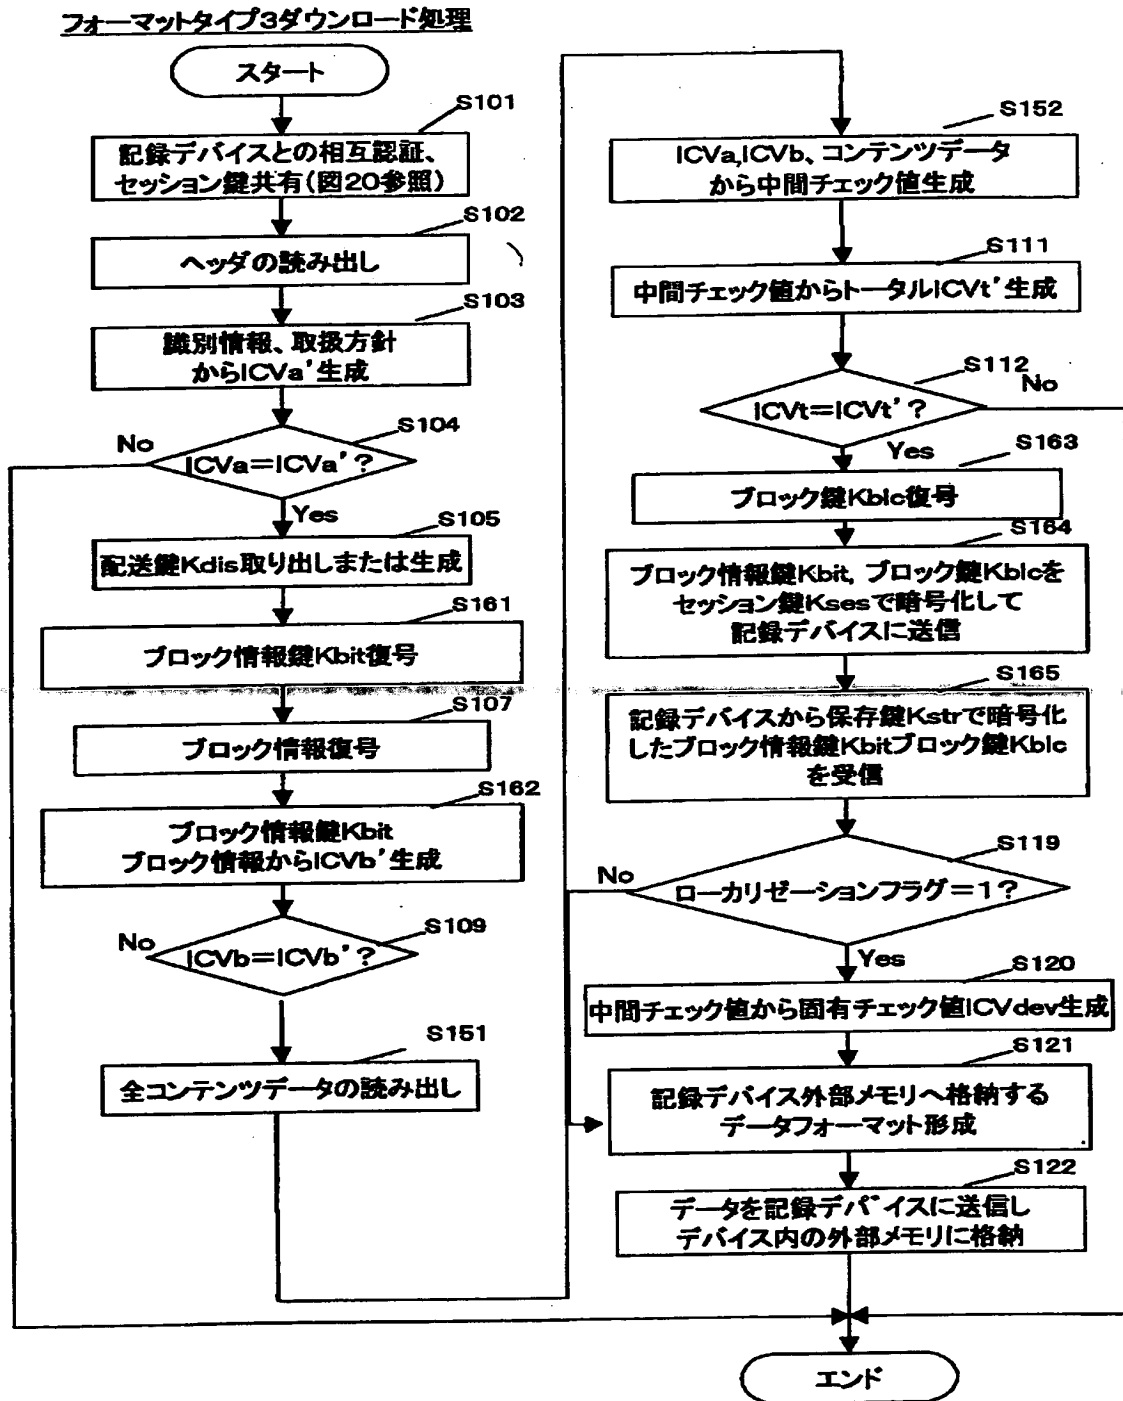 フォーマットタイプ3ダウンロード処理
スタート
S101
記録デバイスとの相互認証、
セッション鍵共有(図20参照)
S102
ヘッダの読み出し
S103
識別情報、取扱方針
からICVa'生成
S104
No
ICVa=ICVa'?
Yes
S105
配送鍵Kdis取り出しまたは生成
S161
ブロック情報鍵Kbit復号
S107
ブロック情報復号
S162
ブロック情報鍵Kbit
ブロック情報からICVb'生成
S109
No
ICVb=ICVb'?
S151
全コンテンツデータの読み出し
S152
ICVa,ICVb、コンテンツデータ
から中間チェック値生成
S111
中間チェック値からトータルICVt'生成
S112
No
ICVt=ICVt'?
Yes
S163
ブロック鍵Kblc復号
S164
ブロック情報鍵Kbit,ブロック鍵Kblcを
セッション鍵Ksesで暗号化して
記録デバイスに送信
S165
記録デバイスから保存鍵Kstrで暗号化
したブロック情報鍵Kbitブロック鍵Kblc
を受信
S119
No
ローカリゼーションフラグ=1?
Yes
S120
中間チェック値から固有チェック値ICVdev生成
S121
記録デバイス外部メモリへ格納する
データフォーマット形成
S122
データを記録デバイスに送信し
デバイス内の外部メモリに格納
エンド